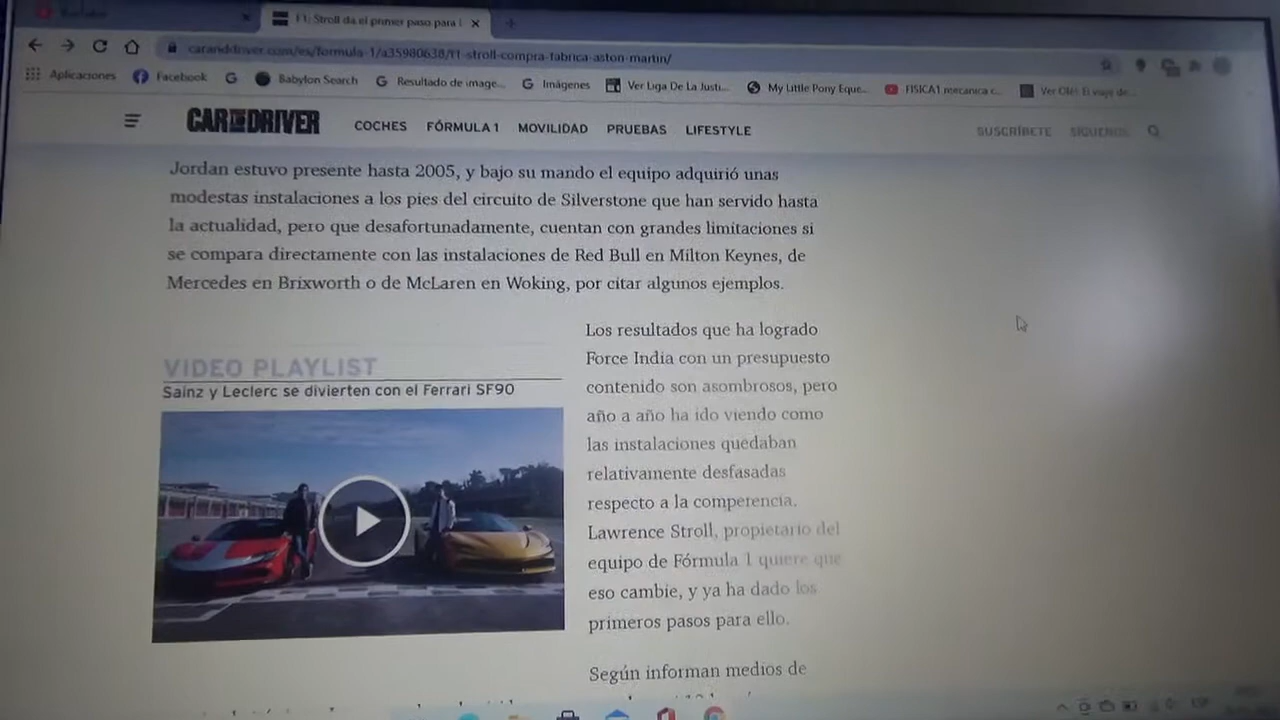 F1: Stroll da el primer paso para
caranddriver.com/es/formula-1/a35980638/f1-stroll-compra-fabrica-aston-martin/
Aplicaciones Facebook Babylon Search Resultado de image... Imágenes Ver Liga De La Justi... My Little Pony Eque... FISICA1 mecanica c... Ver
CAR AND DRIVER COCHES FÓRMULA 1 MOVILIDAD PRUEBAS LIFESTYLE SUSCRÍBETE SÍGUENOS
Jordan estuvo presente hasta 2005, y bajo su mando el equipo adquirió unas
modestas instalaciones a los pies del circuito de Silverstone que han servido hasta
la actualidad, pero que desafortunadamente, cuentan con grandes limitaciones si
se compara directamente con las instalaciones de Red Bull en Milton Keynes, de
Mercedes en Brixworth o de McLaren en Woking, por citar algunos ejemplos.
VIDEO PLAYLIST
Sainz y Leclerc se divierten con el Ferrari SF90
Los resultados que ha logrado
Force India con un presupuesto
contenido son asombrosos, pero
año a año ha ido viendo como
las instalaciones quedaban
relativamente desfasadas
respecto a la competencia.
Lawrence Stroll, propietario del
equipo de Fórmula 1 quiere que
eso cambie, y ya ha dado los
primeros pasos para ello.
Según informan medios de
ESP